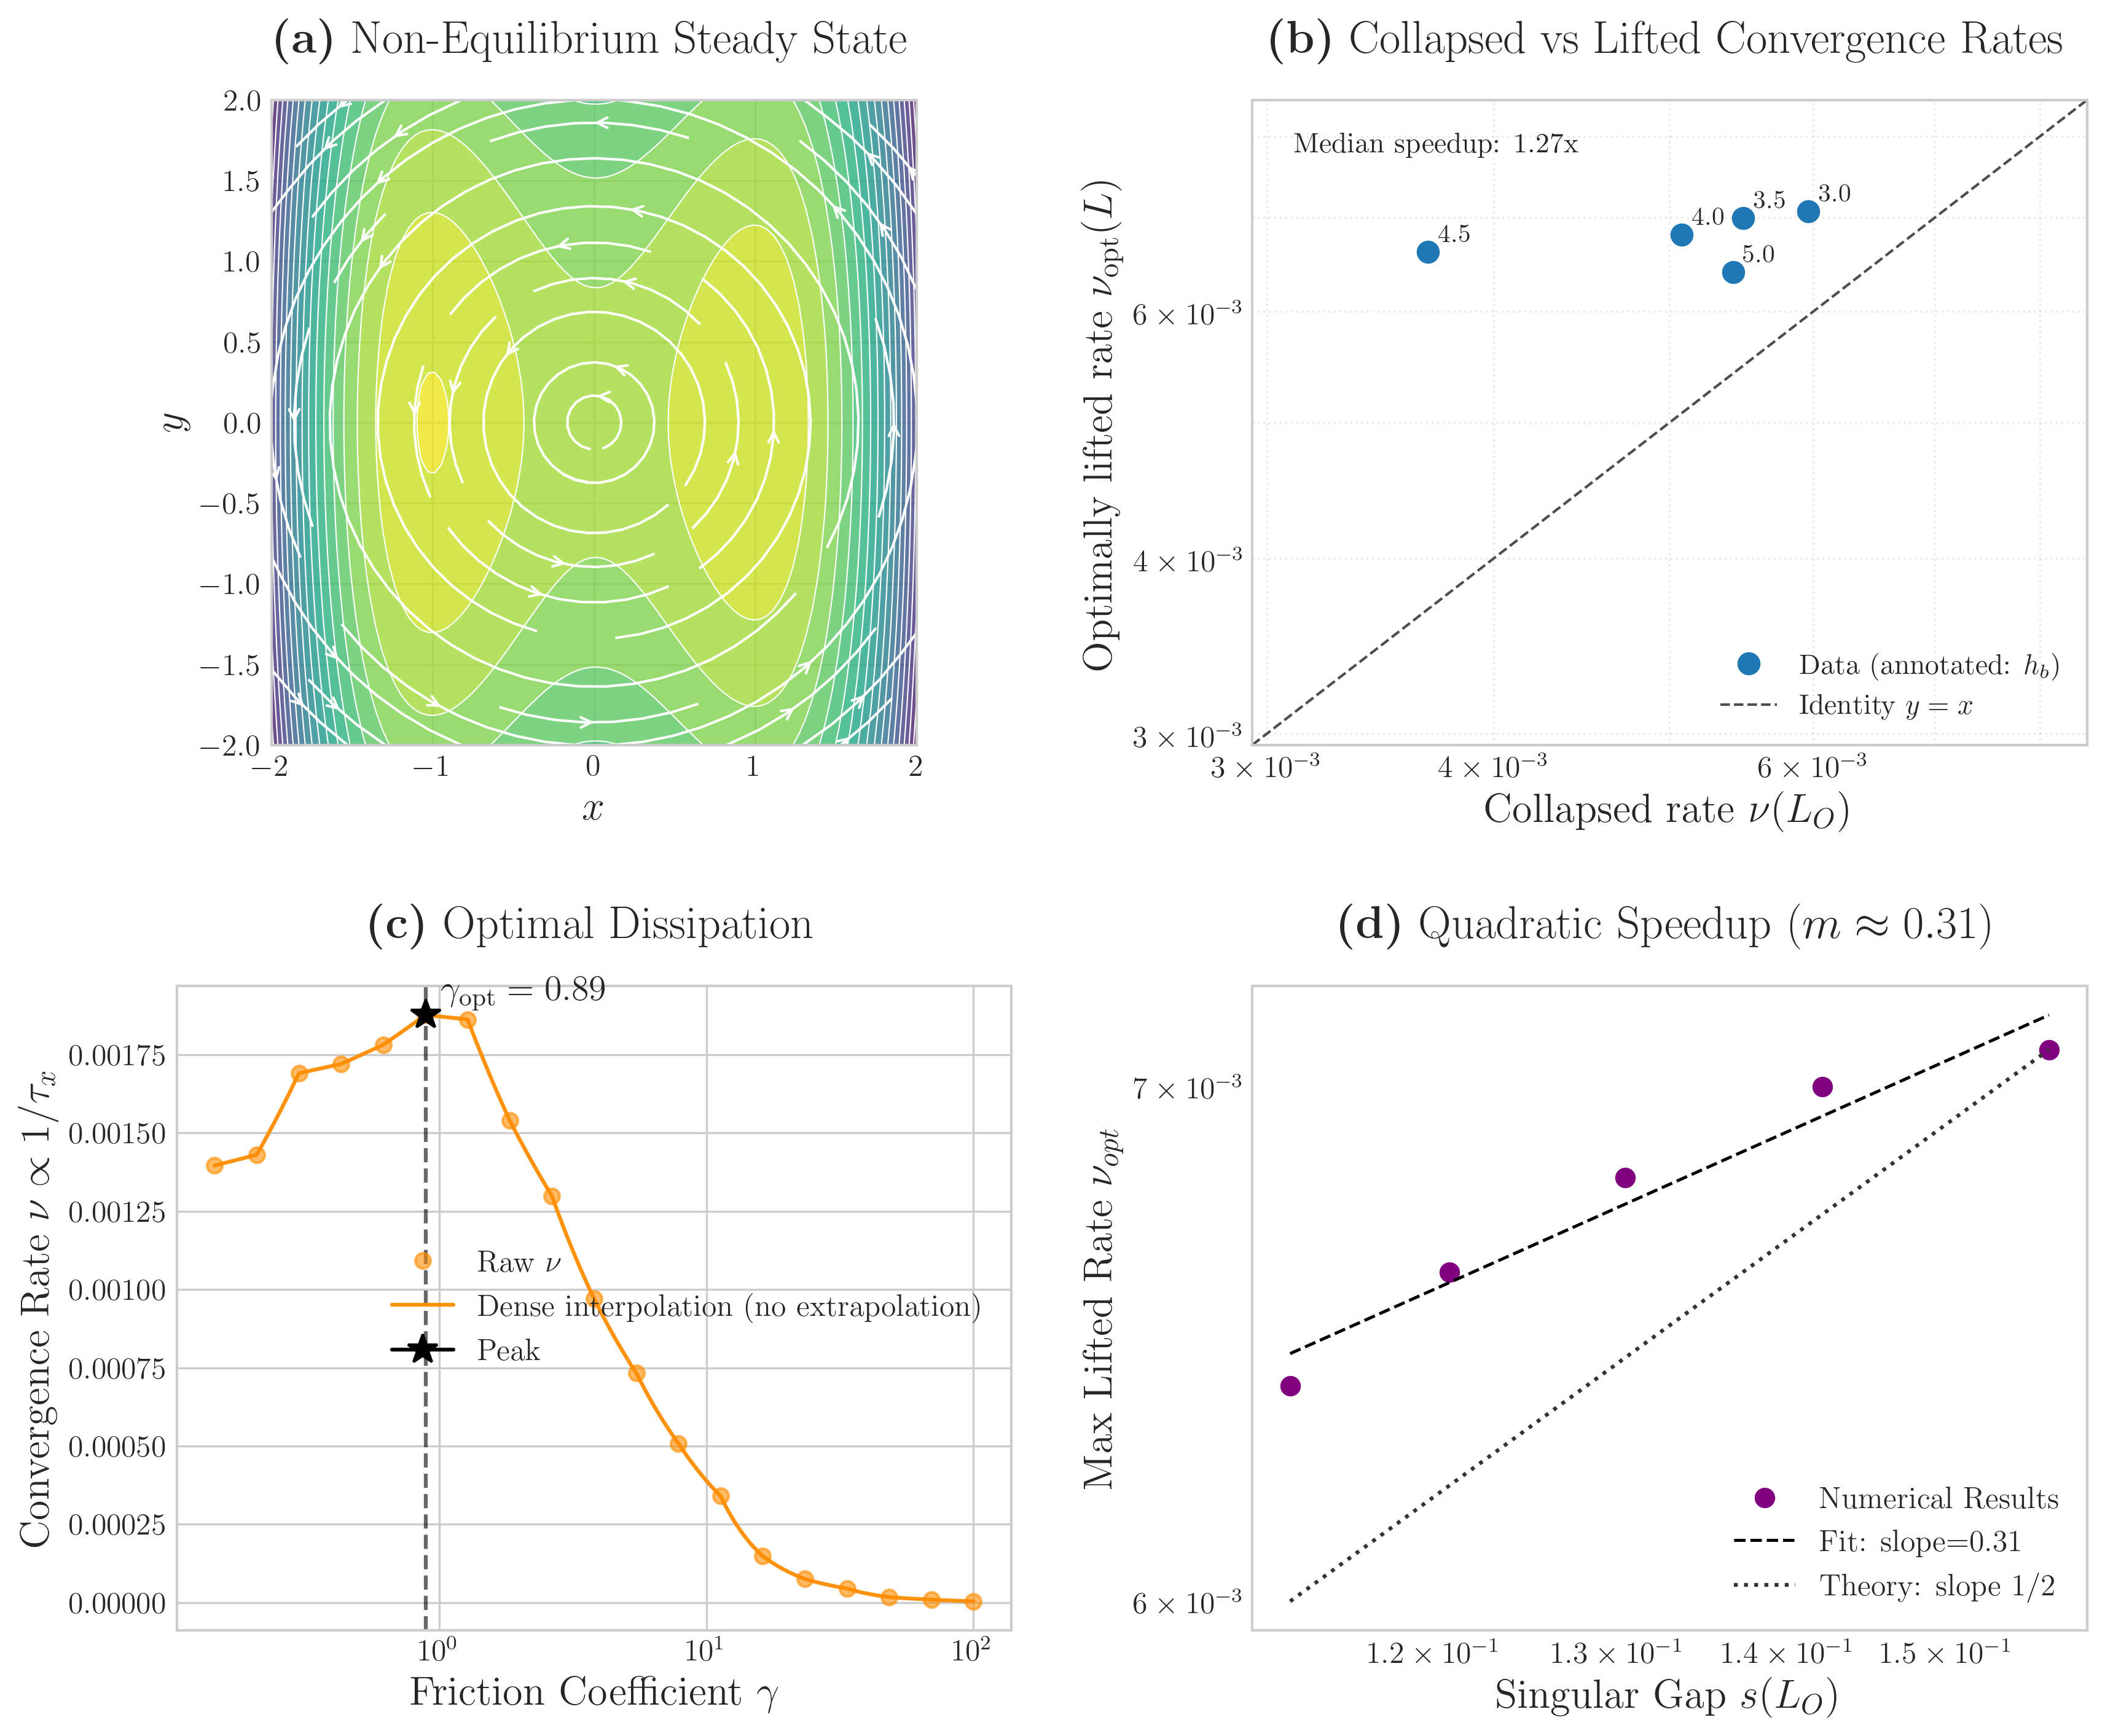 (a) Non-Equilibrium Steady State
y
2.0
1.5
1.0
0.5
0.0
−0.5
−1.0
−1.5
−2.0
−2 −1 0 1 2
x
(b) Collapsed vs Lifted Convergence Rates
Median speedup: 1.27x
4.5
4.0
3.5
3.0
5.0
Optimally lifted rate ν_opt(L)
6 × 10⁻³
4 × 10⁻³
3 × 10⁻³
Data (annotated: h_b)
Identity y = x
3 × 10⁻³ 4 × 10⁻³ 6 × 10⁻³
Collapsed rate ν(L_O)
(c) Optimal Dissipation
γ_opt = 0.89
Convergence Rate ν ∝ 1/τ_x
0.00175
0.00150
0.00125
0.00100
0.00075
0.00050
0.00025
0.00000
Raw ν
Dense interpolation (no extrapolation)
Peak
10⁰ 10¹ 10²
Friction Coefficient γ
(d) Quadratic Speedup (m ≈ 0.31)
Max Lifted Rate ν_opt
7 × 10⁻³
6 × 10⁻³
Numerical Results
Fit: slope=0.31
Theory: slope 1/2
1.2 × 10⁻¹ 1.3 × 10⁻¹ 1.4 × 10⁻¹ 1.5 × 10⁻¹
Singular Gap s(L_O)